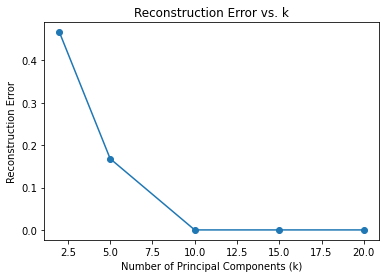 Reconstruction Error vs. k
Reconstruction Error
0.4
0.3
0.2
0.1
0.0
2.5 5.0 7.5 10.0 12.5 15.0 17.5 20.0
Number of Principal Components (k)